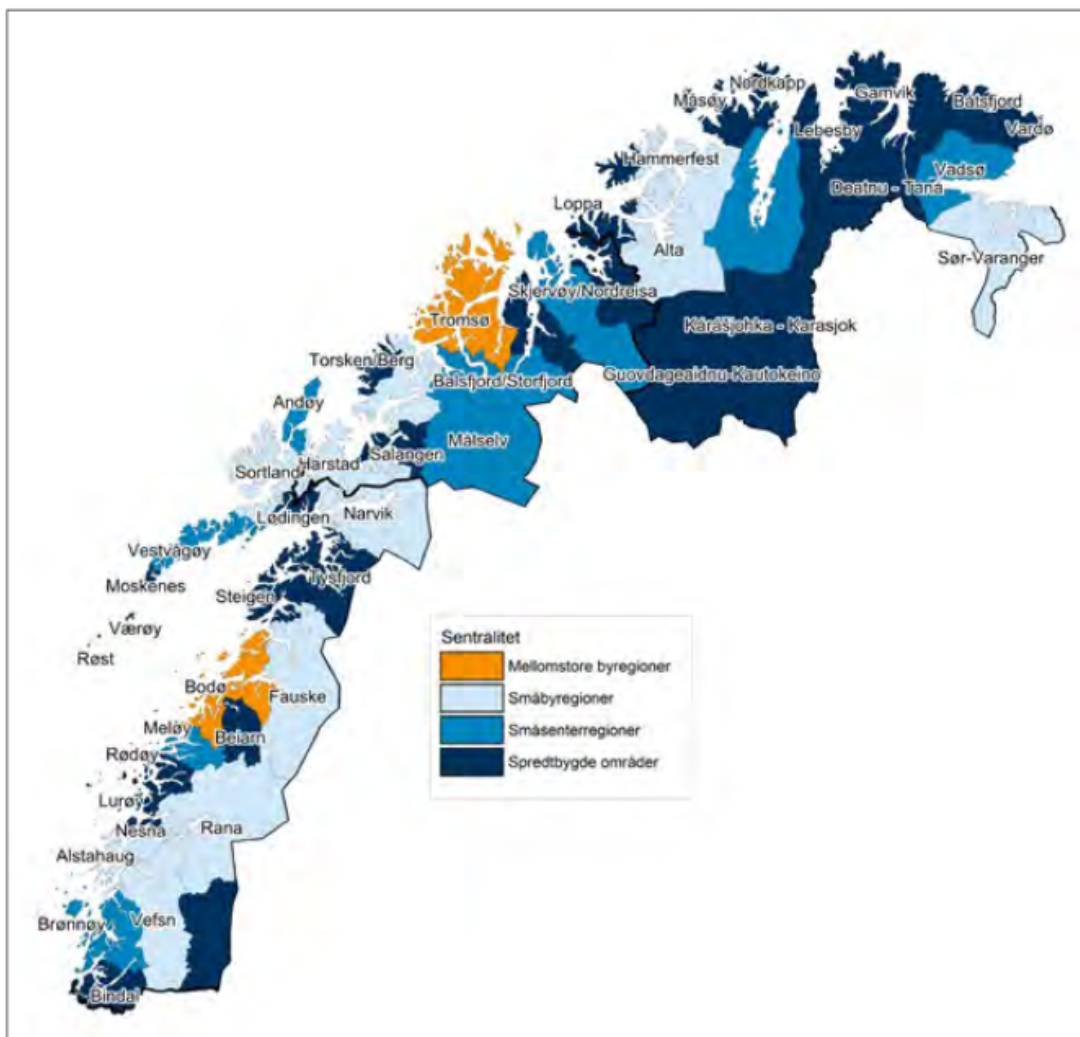 Nordkapp
Gamvik
Måsøy
Båtsfjord
Lebesby
Vardø
Hammerfest
Vadsø
Deatnu - Tana
Loppa
Alta
Sør-Varanger
Skjervøy/Nordreisa
Tromsø
Kárásjohka - Karasjok
Torsken/Berg
Balsfjord/Storfjord
Guovdageaidnu-Kautokeino
Andøy
Målselv
Salangen
Harstad
Sortland
Lødingen
Narvik
Vestvågøy
Tysfjord
Moskenes
Steigen
Værøy
Røst
Bodø
Fauske
Meløy
Beiarn
Rødøy
Lurøy
Nesna
Rana
Alstahaug
Brønnøy
Vefsn
Bindal
Sentralitet
Mellomstore byregioner
Småbyregioner
Småsenterregioner
Spredtbygde områder